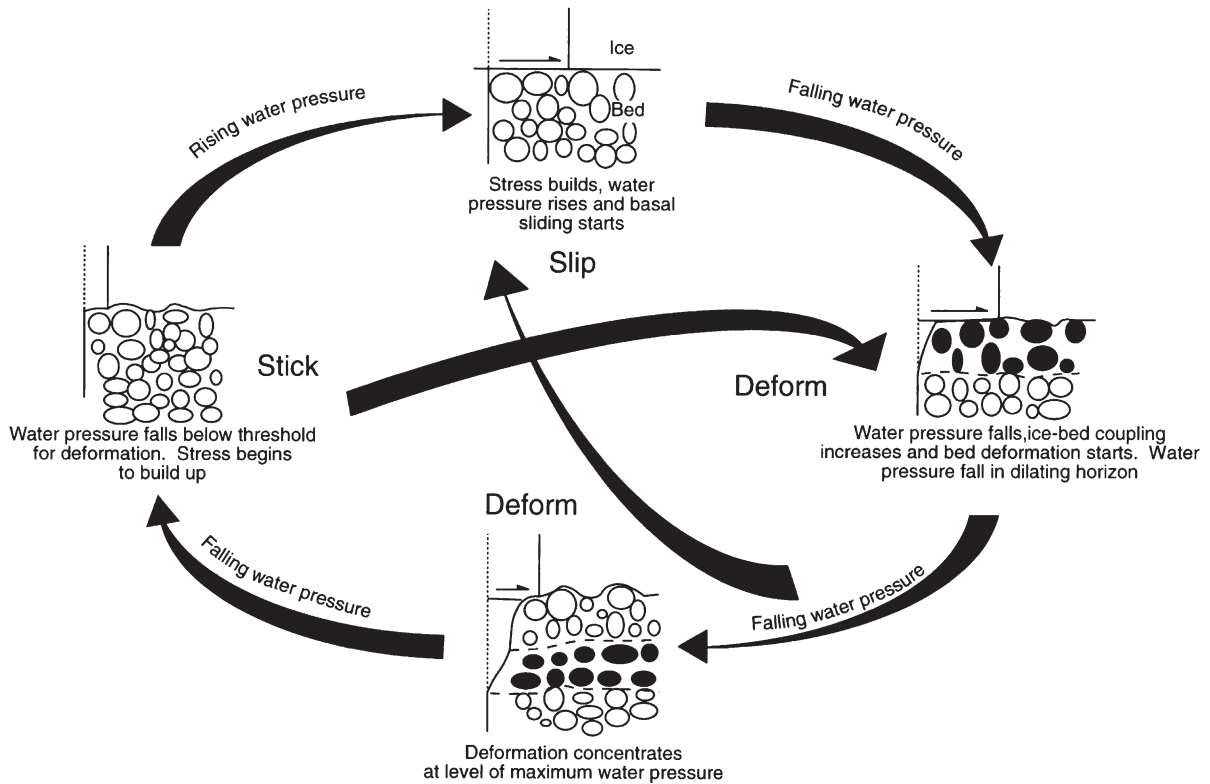 Ice
Bed
Rising water pressure
Falling water pressure
Stress builds, water
pressure rises and basal
sliding starts
Slip
Stick
Deform
Water pressure falls below threshold
for deformation. Stress begins
to build up
Water pressure falls,ice-bed coupling
increases and bed deformation starts. Water
pressure fall in dilating horizon
Deform
Falling water pressure
Falling water pressure
Deformation concentrates
at level of maximum water pressure